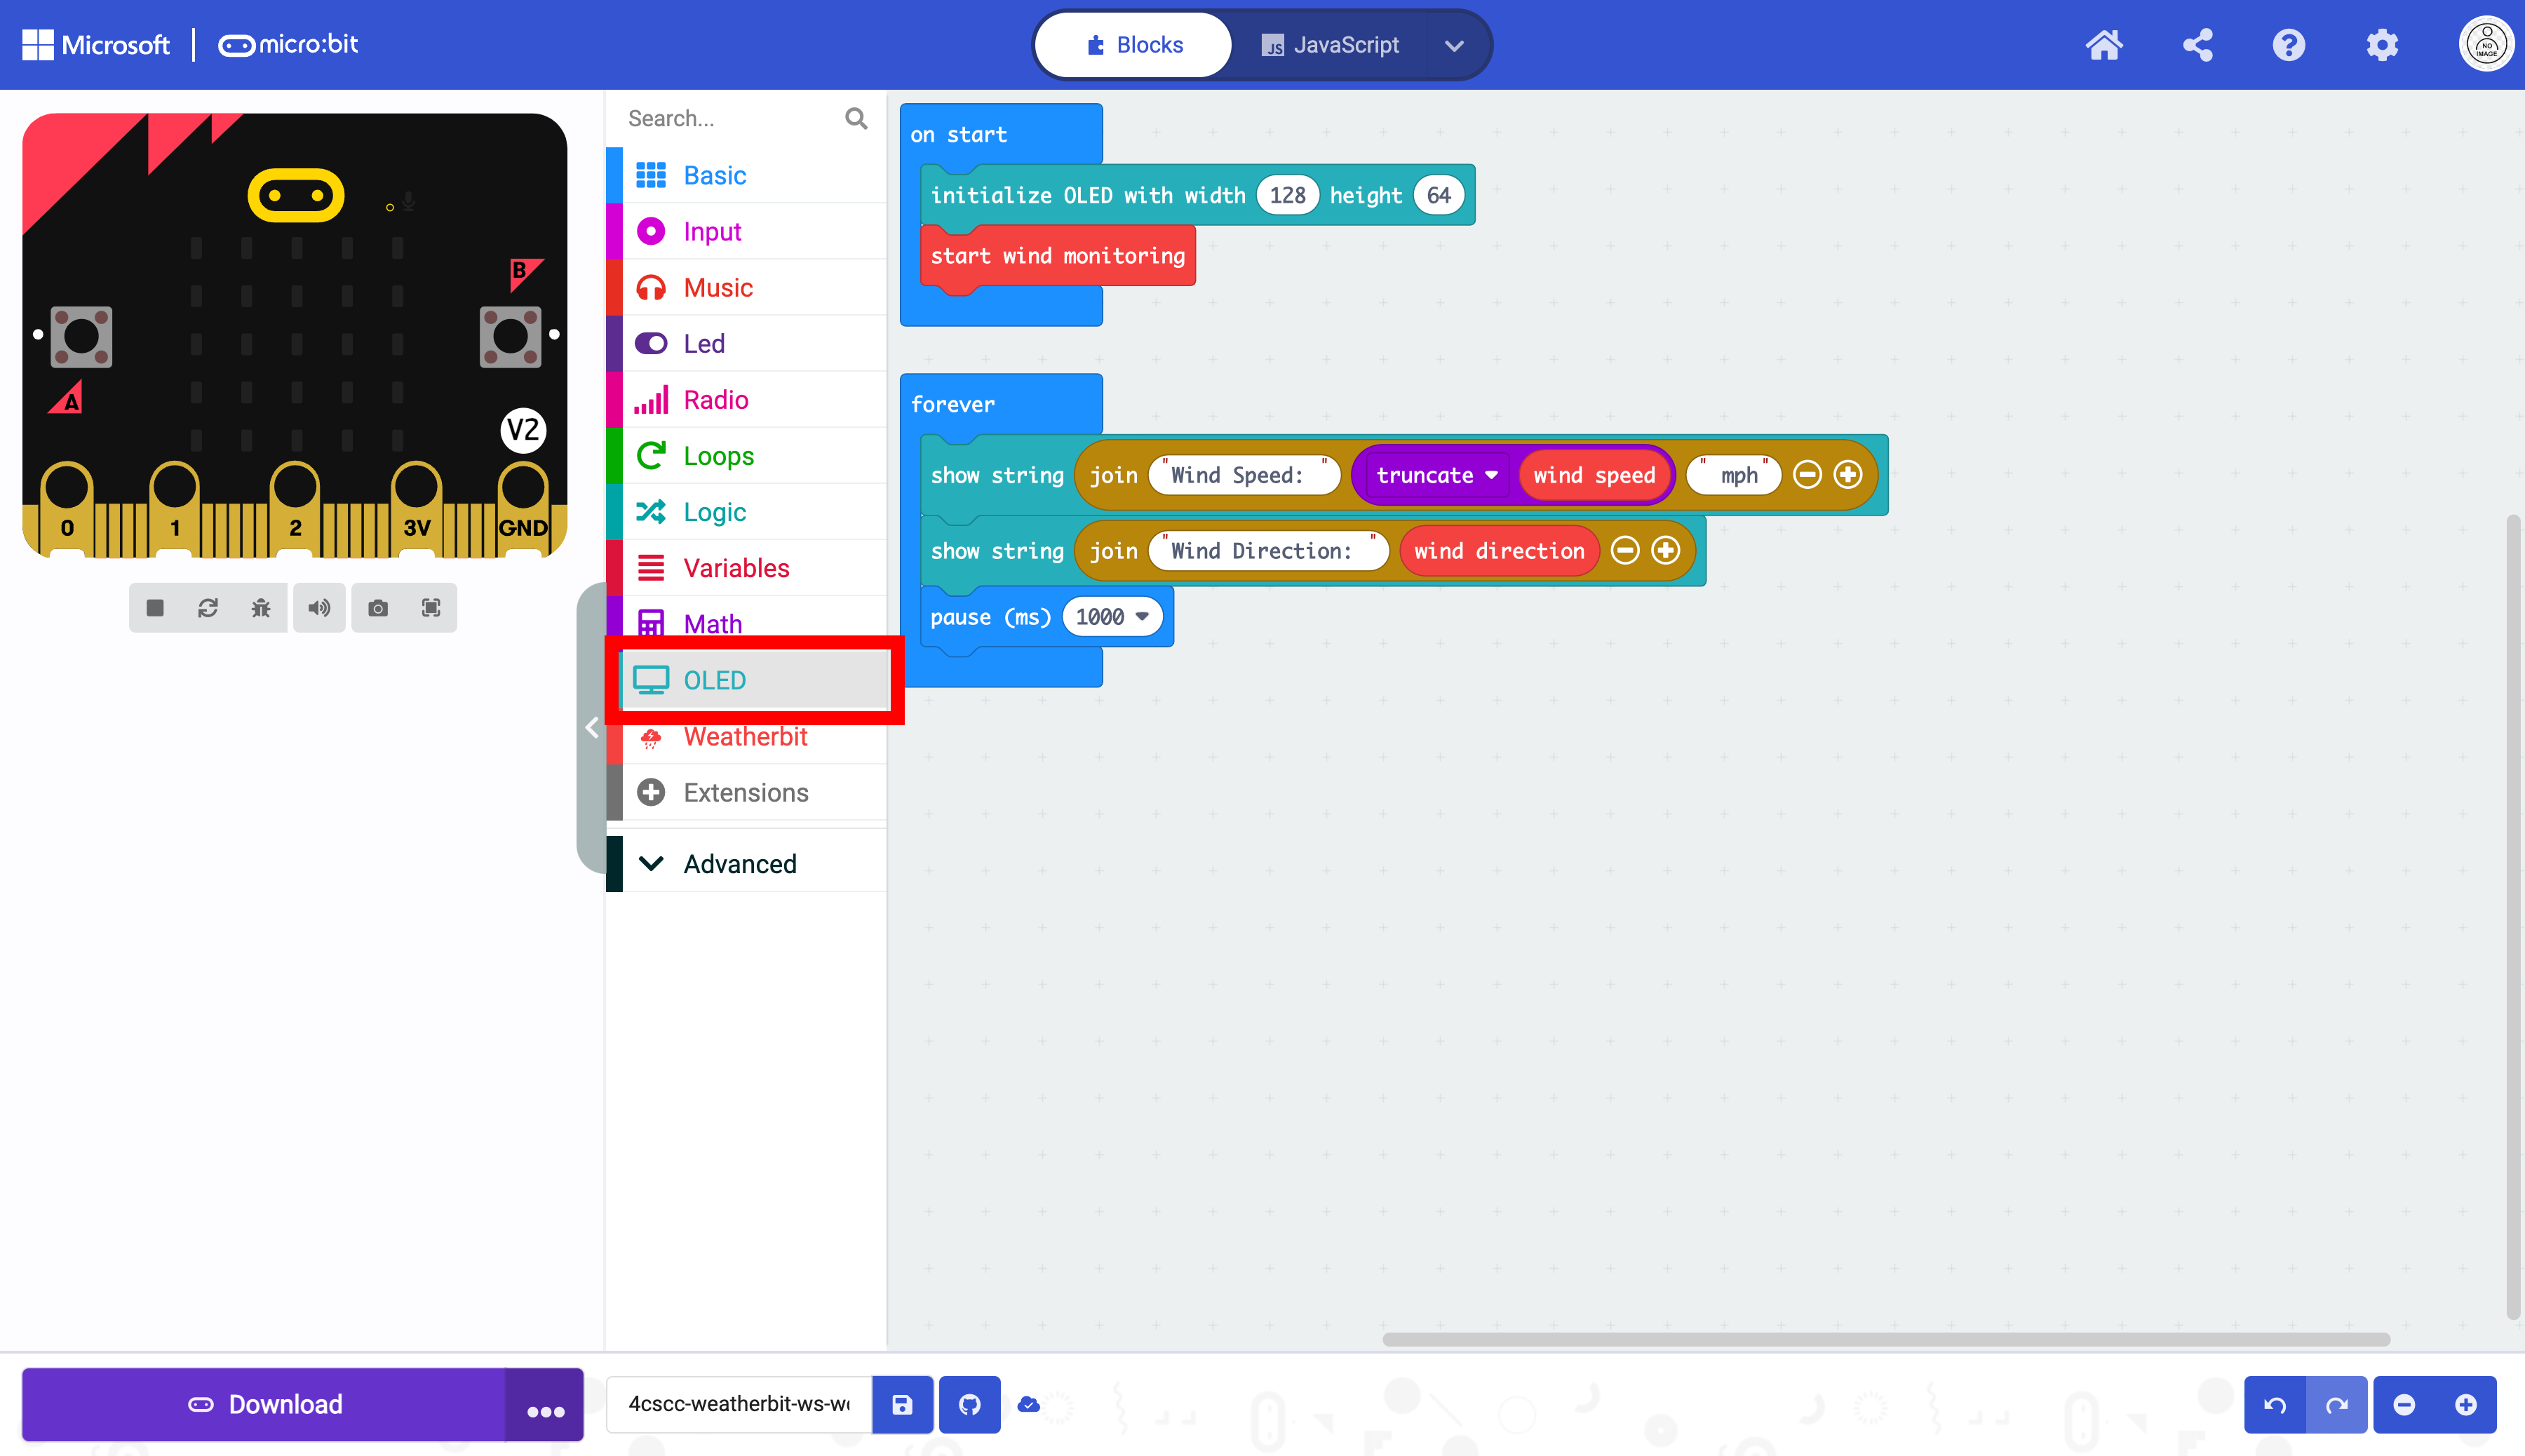 Microsoft | micro:bit
Blocks
JS JavaScript
NO
IMAGE
B
A
V2
0 1 2 3V GND
Search...
Basic
Input
Music
Led
Radio
Loops
Logic
Variables
Math
OLED
Weatherbit
Extensions
Advanced
on start
initialize OLED with width 128 height 64
start wind monitoring
forever
show string join "Wind Speed: " truncate wind speed " mph"
show string join "Wind Direction: " wind direction
pause (ms) 1000
Download
4cscc-weatherbit-ws-w